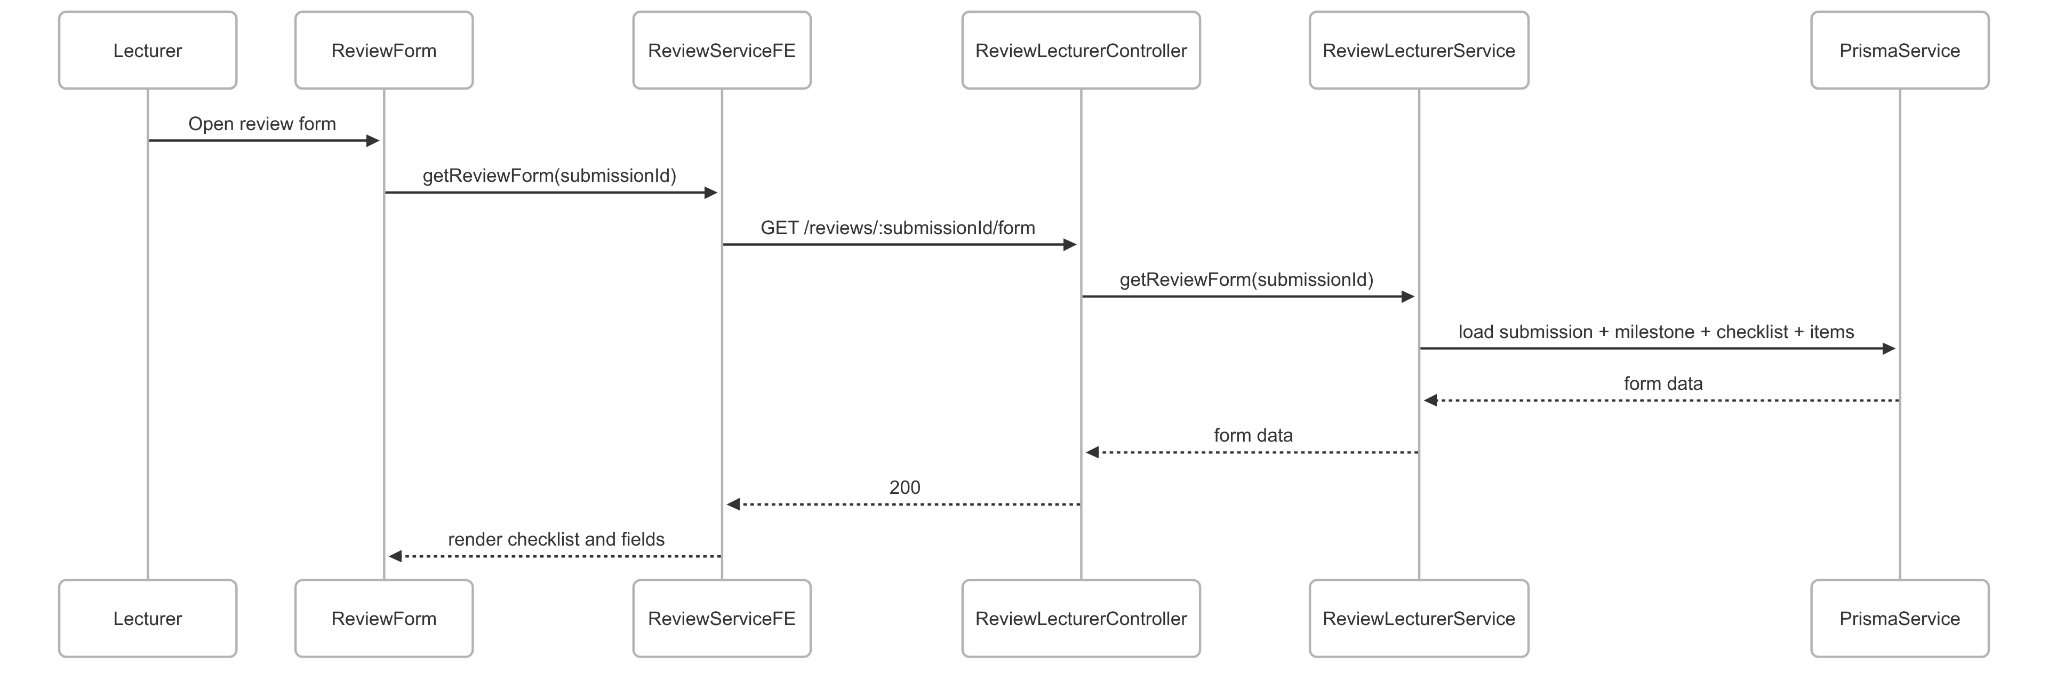 Lecturer
ReviewForm
ReviewServiceFE
ReviewLecturerController
ReviewLecturerService
PrismaService
Open review form
getReviewForm(submissionId)
GET /reviews/:submissionId/form
getReviewForm(submissionId)
load submission + milestone + checklist + items
form data
form data
200
render checklist and fields
Lecturer
ReviewForm
ReviewServiceFE
ReviewLecturerController
ReviewLecturerService
PrismaService